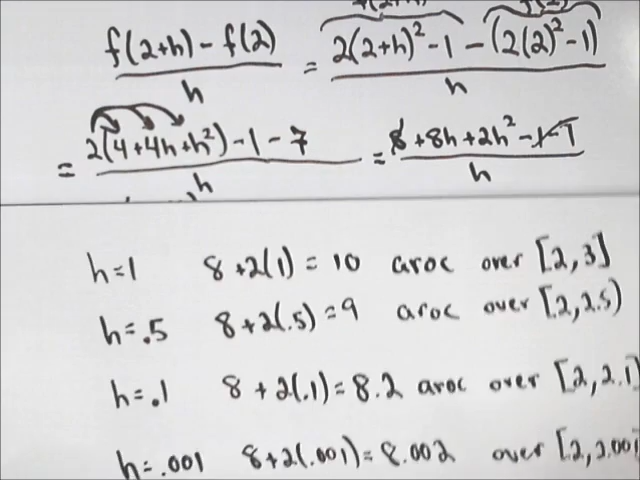 f(2+h) - f(2) / h = 2(2+h)² - 1 - (2(2)² - 1) / h
= 2(4 + 4h + h²) - 1 - 7 / h = 8 + 8h + 2h² - 1 - 7 / h
h = 1 8 + 2(1) = 10 aroc over [2, 3]
h = .5 8 + 2(.5) = 9 aroc over [2, 2.5)
h = .1 8 + 2(.1) = 8.2 aroc over [2, 2.1]
h = .001 8 + 2(.001) = 8.002 over [2, 2.001]